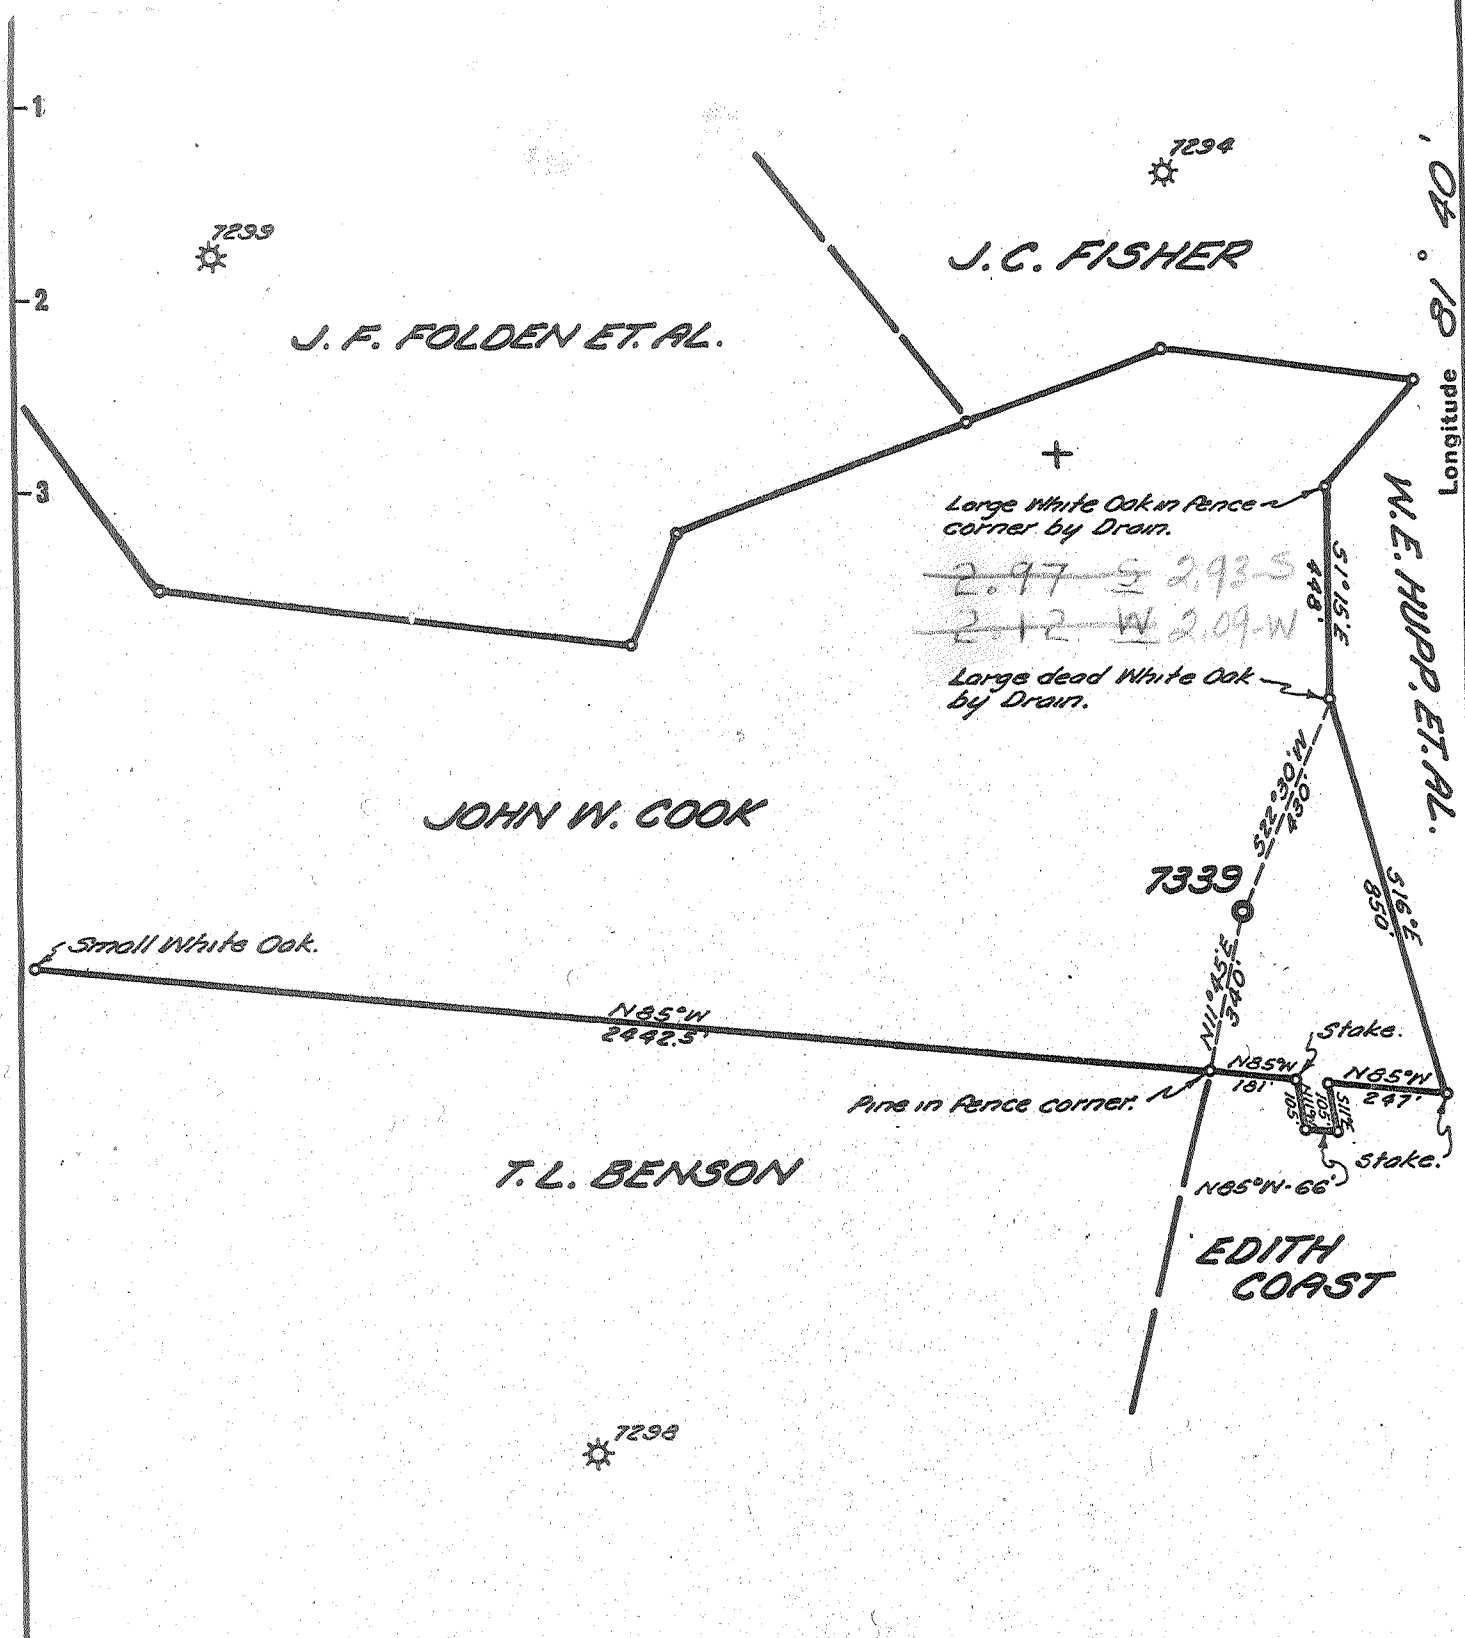 1
7294
40'
° 18
7299
J.C. FISHER
2
J. F. FOLDEN ET. AL.
Longitude
3
Large White Oak in fence
corner by Drain.
W.E. HUPP. ET. AL.
2.97 S 2.93-S
2.12 W 2.09-W
S1°15'E
448'
Large dead White Oak
by Drain.
S22°30'W
430'
JOHN W. COOK
7339
S16°E
850'
Small White Oak.
N11°45'E
340'
N85°W
2442.5'
Stake.
N85°W
181'
N85°W
247'
Pine in fence corner.
105'
S1°E
105'
Stake.
N85°W-66'
T.L. BENSON
EDITH
COAST
7298